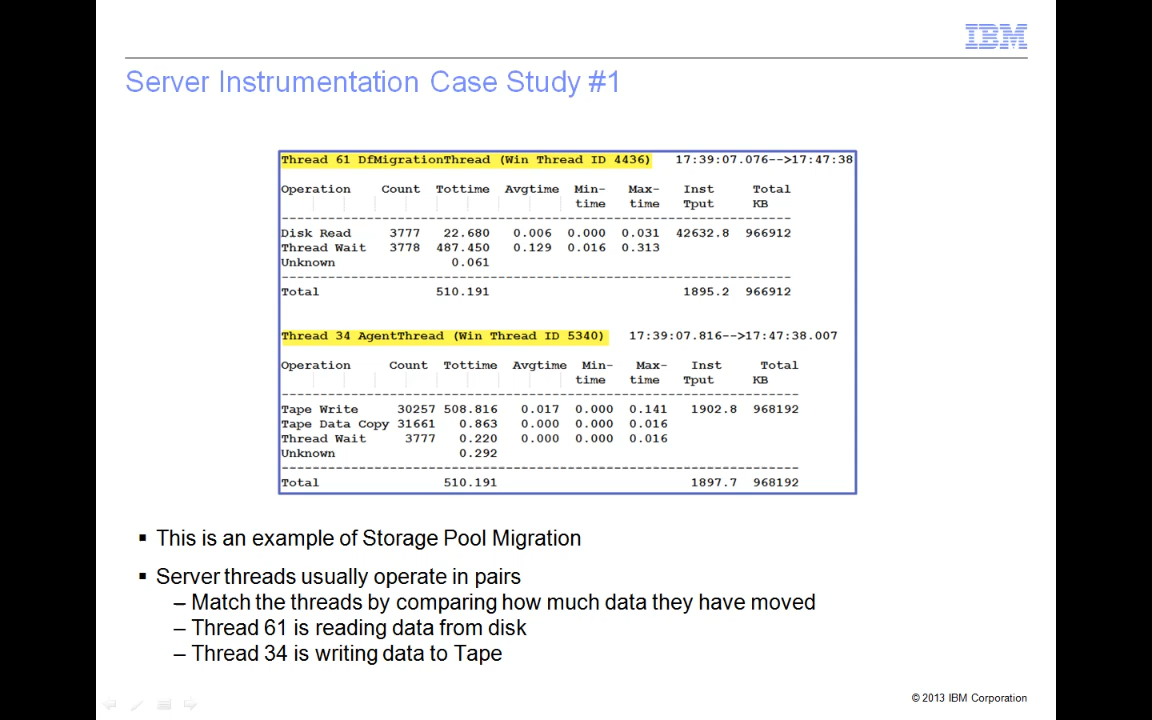 IBM
Server Instrumentation Case Study #1
Thread 61 DfMigrationThread (Win Thread ID 4436) 17:39:07.076-->17:47:38
Operation Count Tottime Avgtime Min- Max- Inst Total
time time Tput KB
----------------------------------------------------------------
Disk Read 3777 22.680 0.006 0.000 0.031 42632.8 966912
Thread Wait 3778 487.450 0.129 0.016 0.313
Unknown 0.061
----------------------------------------------------------------
Total 510.191 1895.2 966912
Thread 34 AgentThread (Win Thread ID 5340) 17:39:07.816-->17:47:38.007
Operation Count Tottime Avgtime Min- Max- Inst Total
time time Tput KB
-----------------------------------------------------------------
Tape Write 30257 508.816 0.017 0.000 0.141 1902.8 968192
Tape Data Copy 31661 0.863 0.000 0.000 0.016
Thread Wait 3777 0.220 0.000 0.000 0.016
Unknown 0.292
-----------------------------------------------------------------
Total 510.191 1897.7 968192
▪ This is an example of Storage Pool Migration
▪ Server threads usually operate in pairs
– Match the threads by comparing how much data they have moved
– Thread 61 is reading data from disk
– Thread 34 is writing data to Tape
© 2013 IBM Corporation